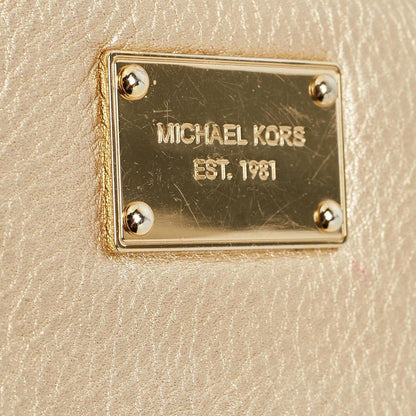 MICHAEL KORS
EST. 1981